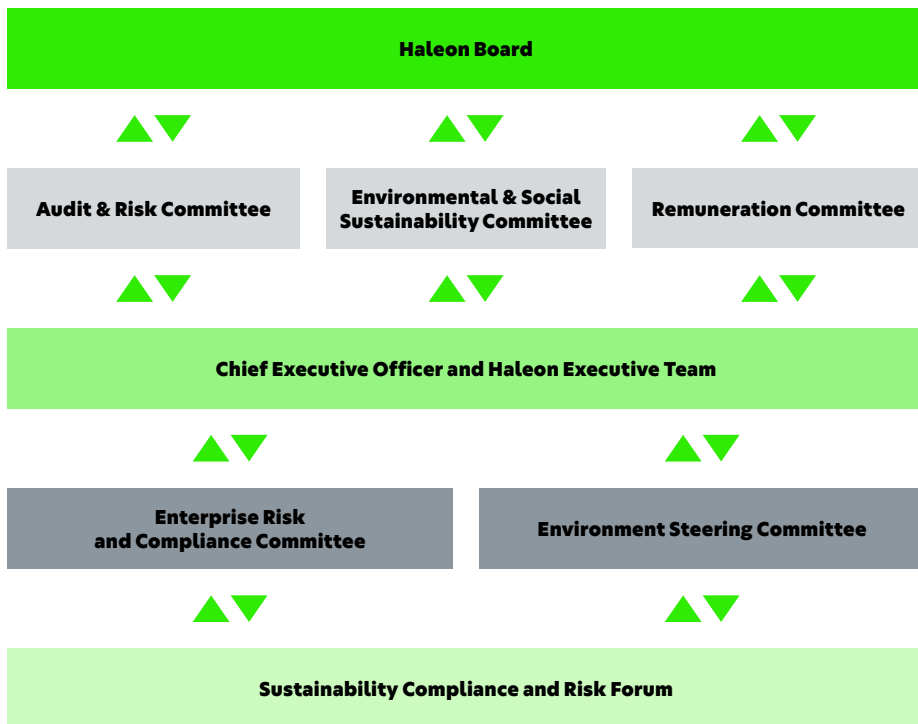 Haleon Board
Audit & Risk Committee
Environmental & Social
Sustainability Committee
Remuneration Committee
Chief Executive Officer and Haleon Executive Team
Enterprise Risk
and Compliance Committee
Environment Steering Committee
Sustainability Compliance and Risk Forum